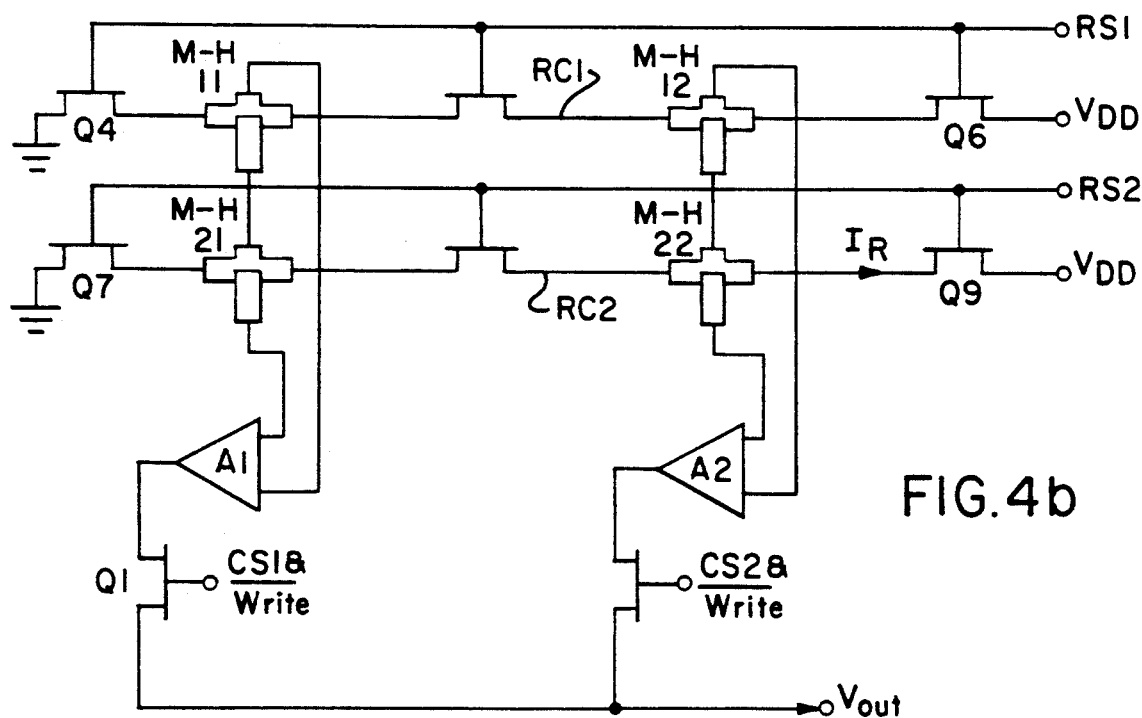 RS1
M-H
11
RC1
M-H
12
Q4
Q6
VDD
RS2
M-H
21
M-H
22
IR
Q7
RC2
Q9
VDD
A1
A2
FIG. 4b
Q1
CS1&
Write
CS2&
Write
Vout